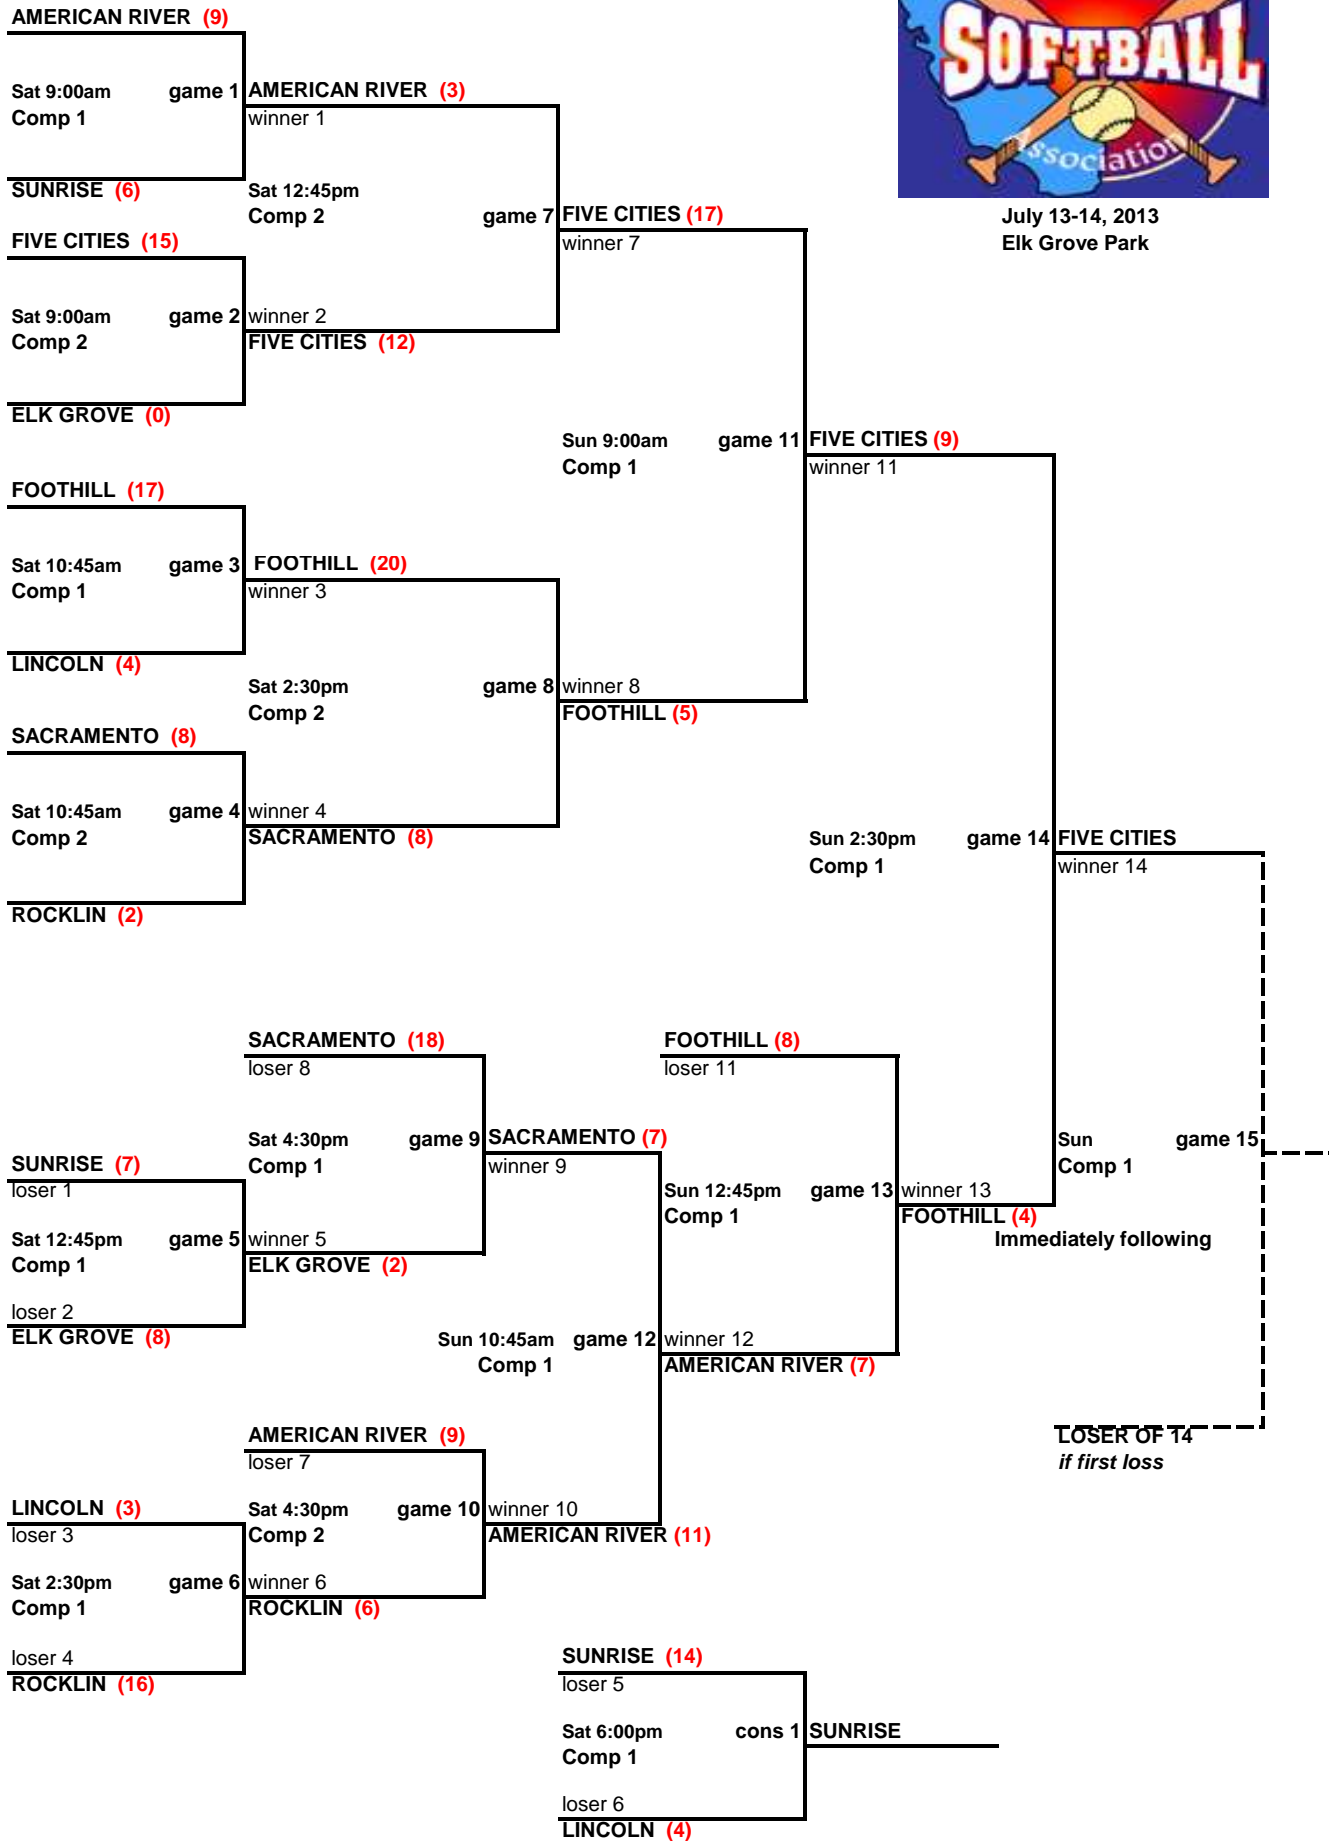 AMERICAN RIVER (9)
SOFTBALL
Association
July 13-14, 2013
Elk Grove Park
Sat 9:00am game 1 AMERICAN RIVER (3)
Comp 1 winner 1
SUNRISE (6)
Sat 12:45pm
Comp 2 game 7 FIVE CITIES (17)
winner 7
FIVE CITIES (15)
Sat 9:00am game 2 winner 2
Comp 2 FIVE CITIES (12)
ELK GROVE (0)
Sun 9:00am game 11 FIVE CITIES (9)
Comp 1 winner 11
FOOTHILL (17)
Sat 10:45am game 3 FOOTHILL (20)
Comp 1 winner 3
LINCOLN (4)
Sat 2:30pm game 8 winner 8
Comp 2 FOOTHILL (5)
SACRAMENTO (8)
Sat 10:45am game 4 winner 4
Comp 2 SACRAMENTO (8)
Sun 2:30pm game 14 FIVE CITIES
Comp 1 winner 14
ROCKLIN (2)
SACRAMENTO (18)
loser 8
FOOTHILL (8)
loser 11
Sat 4:30pm game 9 SACRAMENTO (7)
Comp 1 winner 9
Sun game 15
Comp 1
SUNRISE (7)
loser 1
Sun 12:45pm game 13 winner 13
Comp 1 FOOTHILL (4)
Immediately following
Sat 12:45pm game 5 winner 5
Comp 1 ELK GROVE (2)
loser 2
ELK GROVE (8)
Sun 10:45am game 12 winner 12
Comp 1 AMERICAN RIVER (7)
AMERICAN RIVER (9)
loser 7
LOSER OF 14
if first loss
LINCOLN (3)
loser 3
Sat 4:30pm game 10 winner 10
Comp 2 AMERICAN RIVER (11)
Sat 2:30pm game 6 winner 6
Comp 1 ROCKLIN (6)
loser 4
ROCKLIN (16)
SUNRISE (14)
loser 5
Sat 6:00pm cons 1 SUNRISE
Comp 1
loser 6
LINCOLN (4)